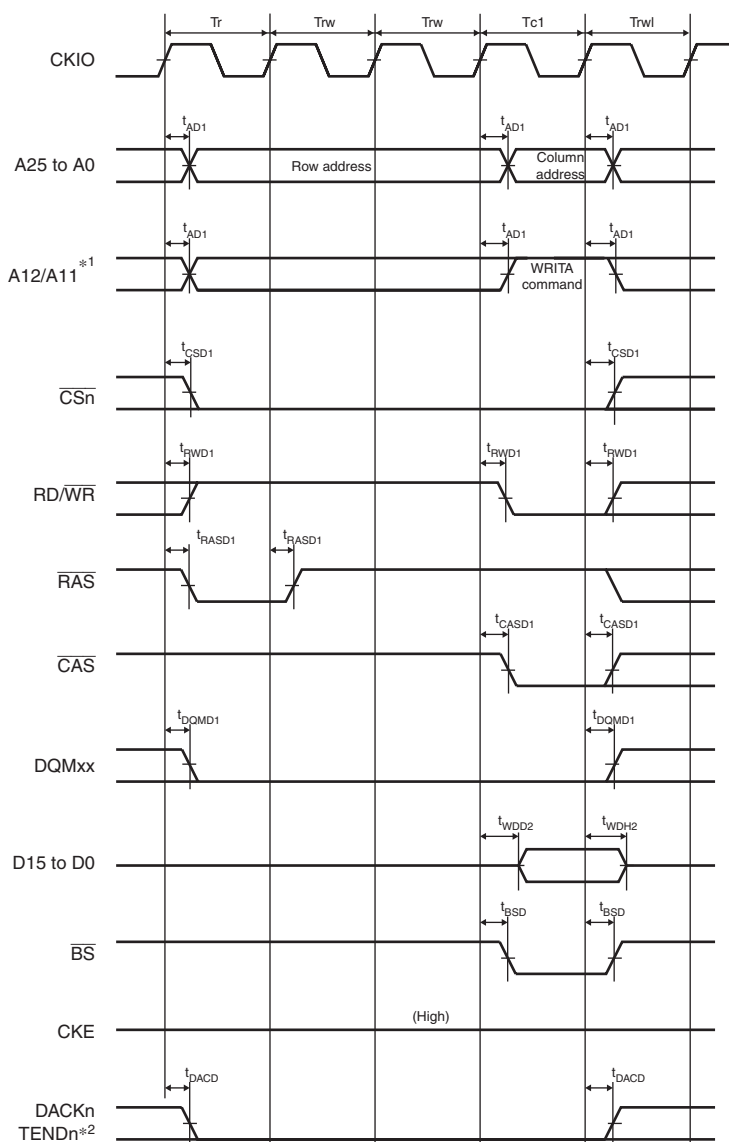 Tr Trw Trw Tc1 Trwl
CKIO
tAD1 tAD1 tAD1
A25 to A0 Row address Column address
tAD1 tAD1 tAD1
A12/A11*1 WRITA command
tCSD1 tCSD1
CSn
tRWD1 tRWD1 tRWD1
RD/WR
tRASD1 tRASD1
RAS
tCASD1 tCASD1
CAS
tDQMD1 tDQMD1
DQMxx
tWDD2 tWDH2
D15 to D0
tBSD tBSD
BS
(High)
CKE
tDACD tDACD
DACKn
TENDn*2